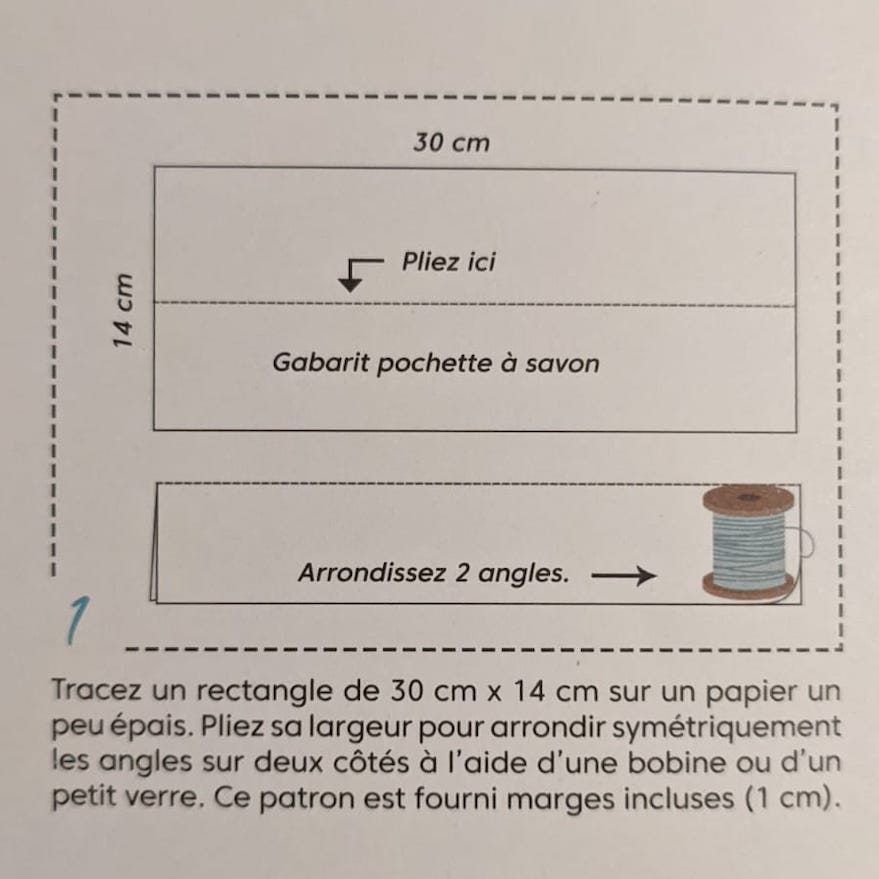 30 cm
Pliez ici
14 cm
Gabarit pochette à savon
Arrondissez 2 angles.
1
Tracez un rectangle de 30 cm x 14 cm sur un papier un
peu épais. Pliez sa largeur pour arrondir symétriquement
les angles sur deux côtés à l'aide d'une bobine ou d'un
petit verre. Ce patron est fourni marges incluses (1 cm).